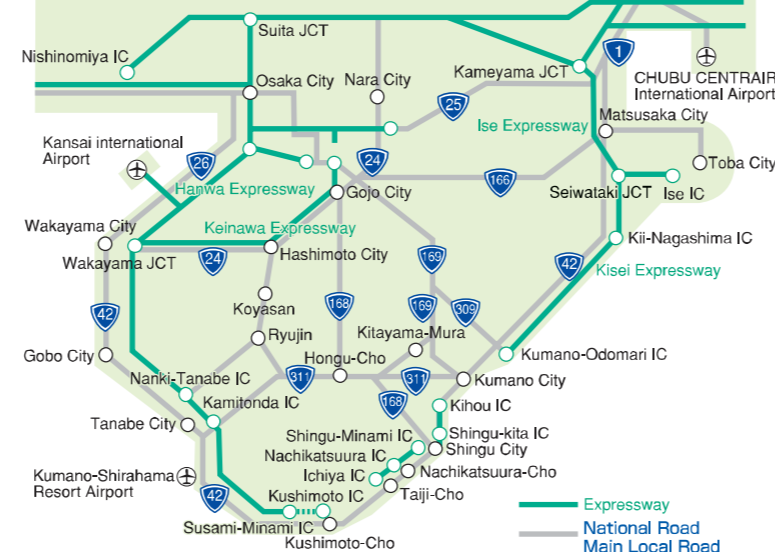 Suita JCT
Nishinomiya IC
Osaka City
Nara City
Kameyama JCT
1
CHUBU CENTRAIR
International Airport
25
Ise Expressway
Matsusaka City
Kansai international
Airport
26
24
Toba City
Hanwa Expressway
166
Gojo City
Seiwataki JCT
Ise IC
Wakayama City
Keinawa Expressway
Kii-Nagashima IC
Wakayama JCT
24
Hashimoto City
169
42
Kisei Expressway
Koyasan
42
168
169
309
Ryujin
Kitayama-Mura
Gobo City
Hongu-Cho
Kumano-Odomari IC
Nanki-Tanabe IC
311
311
Kumano City
Kamitonda IC
168
Kihou IC
Tanabe City
Shingu-Minami IC
Shingu-kita IC
Nachikatsuura IC
Shingu City
Kumano-Shirahama
Resort Airport
Ichiya IC
Nachikatsuura-Cho
42
Kushimoto IC
Taiji-Cho
Susami-Minami IC
Kushimoto-Cho
Expressway
National Road
Main Local Road